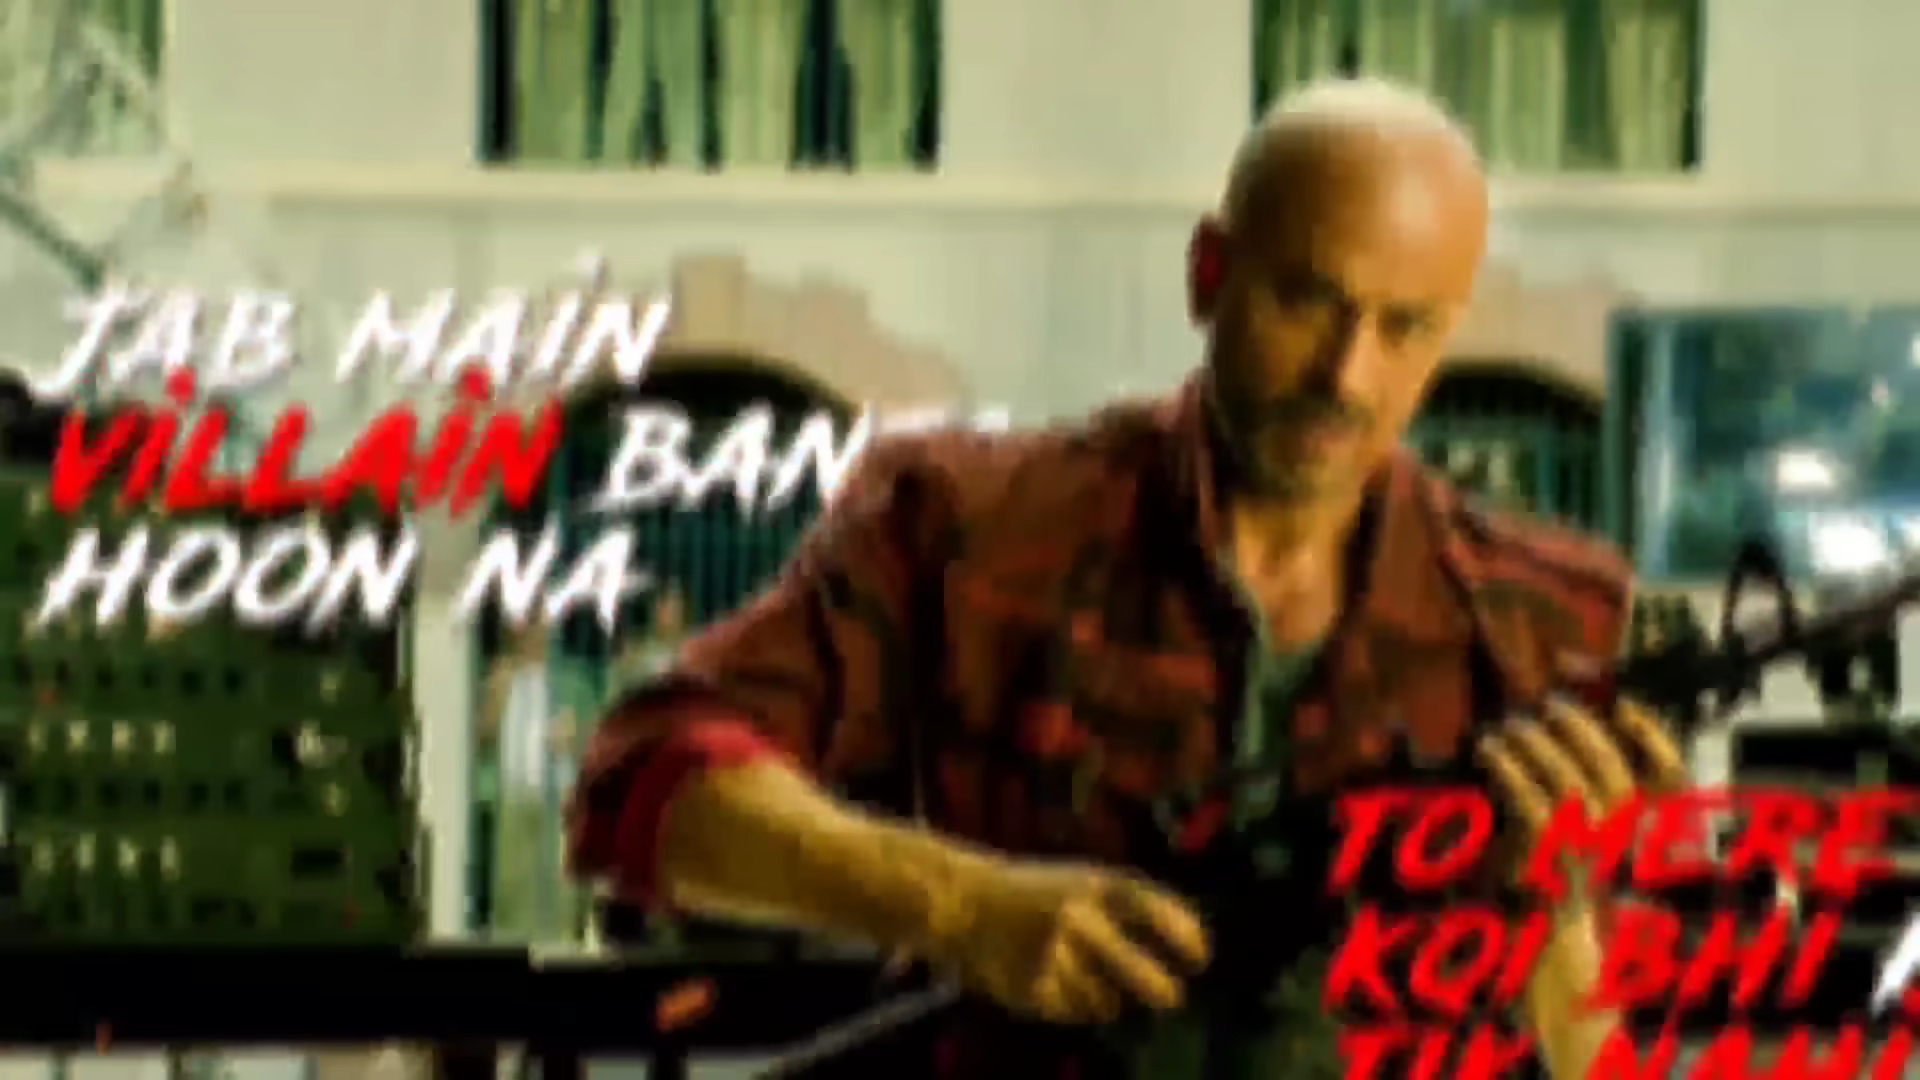 JAB MAIN
VILLAIN
HOON NA
TO MERE
KOI BHI